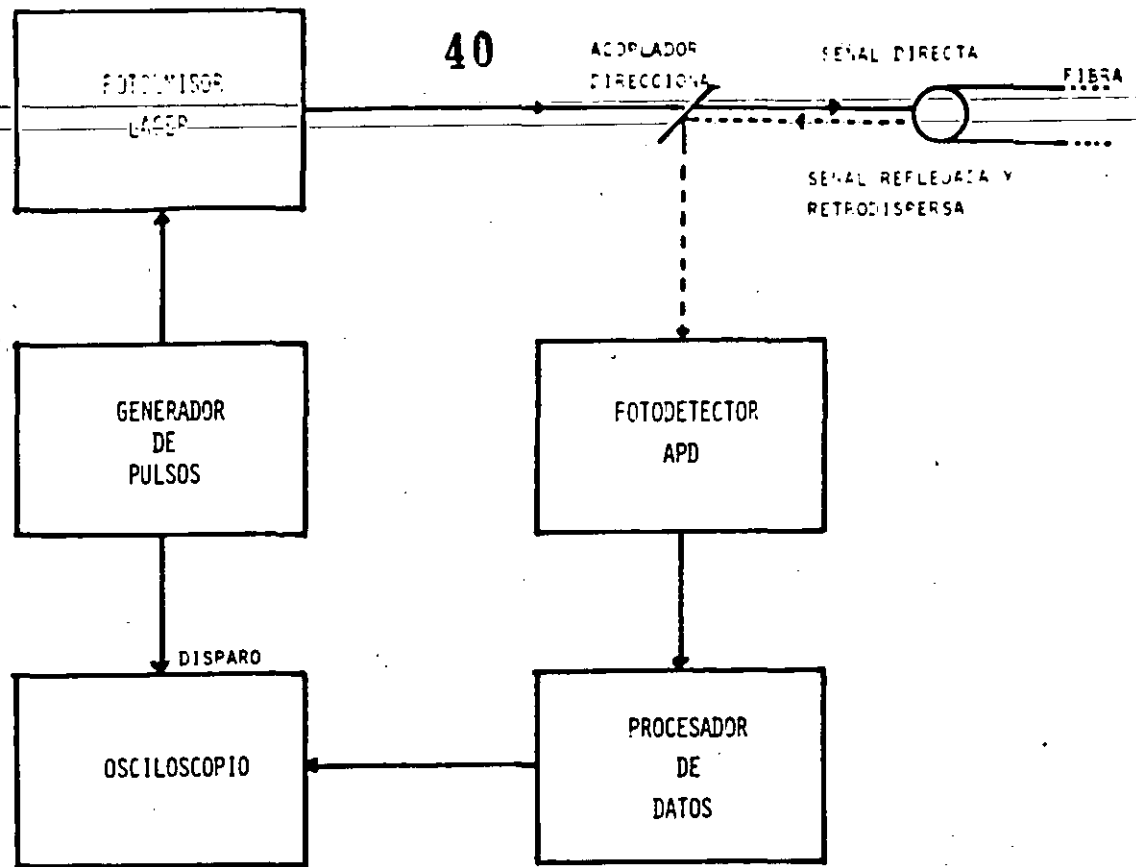 40
ACOPLADOR
DIRECCIONA
SEÑAL DIRECTA
FIBRA
FOTOEMISOR
LASER
SEÑAL REFLEJADA Y
RETRODISPERSA
GENERADOR
DE
PULSOS
FOTODETECTOR
APD
DISPARO
OSCILOSCOPIO
PROCESADOR
DE
DATOS